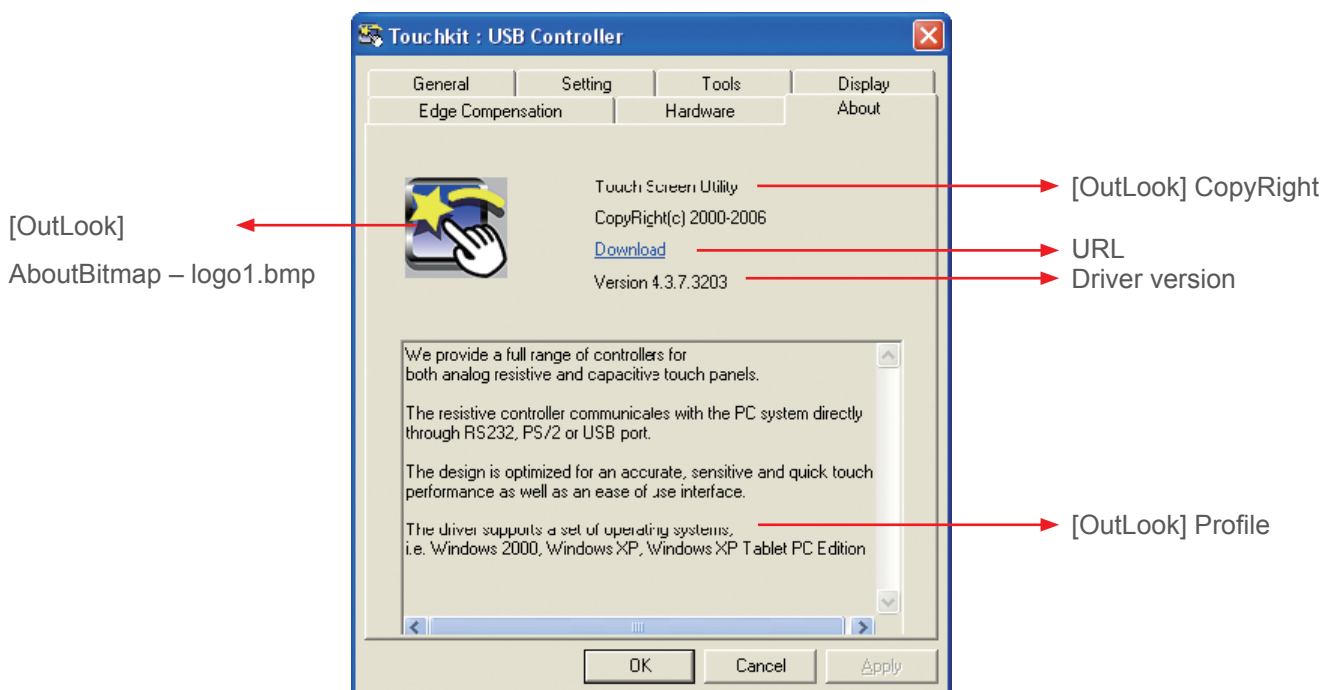 Touchkit : USB Controller
General Setting Tools Display
Edge Compensation Hardware About
[OutLook]
AboutBitmap – logo1.bmp
Touch Screen Utility
CopyRight(c) 2000-2006
Download
Version 4.3.7.3203
[OutLook] CopyRight
URL
Driver version
We provide a full range of controllers for
both analog resistive and capacitive touch panels.
The resistive controller communicates with the PC system directly
through RS232, PS/2 or USB port.
The design is optimized for an accurate, sensitive and quick touch
performance as well as an ease of use interface.
The driver supports a set of operating systems,
i.e. Windows 2000, Windows XP, Windows XP Tablet PC Edition
[OutLook] Profile
OK Cancel Apply